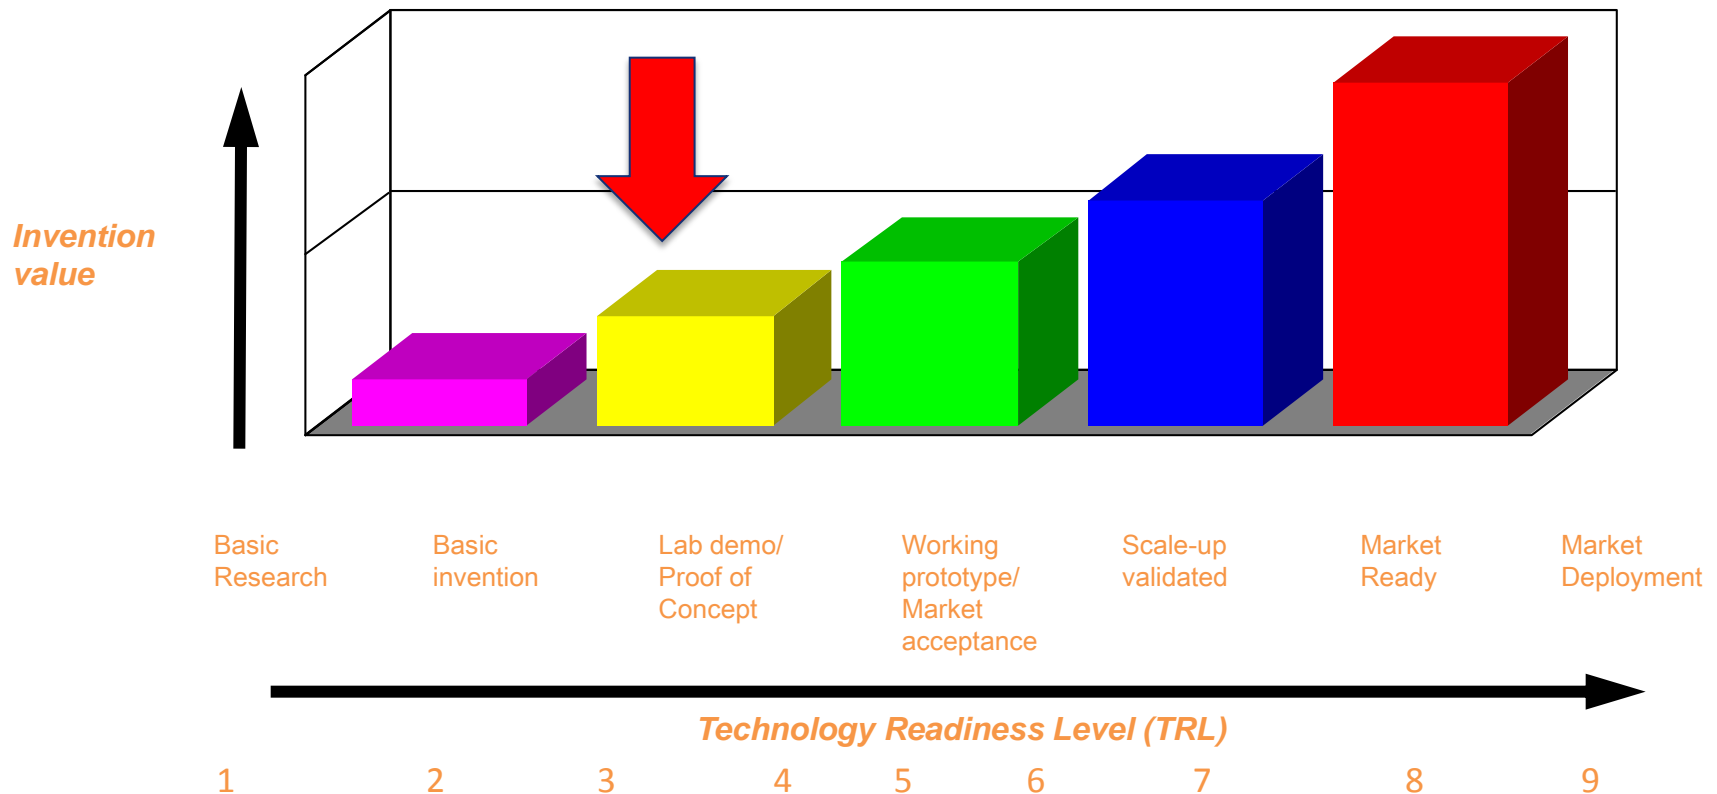 Invention
value
Basic
Research
Basic
invention
Lab demo/
Proof of
Concept
Working
prototype/
Market
acceptance
Scale-up
validated
Market
Ready
Market
Deployment
Technology Readiness Level (TRL)
1 2 3 4 5 6 7 8 9